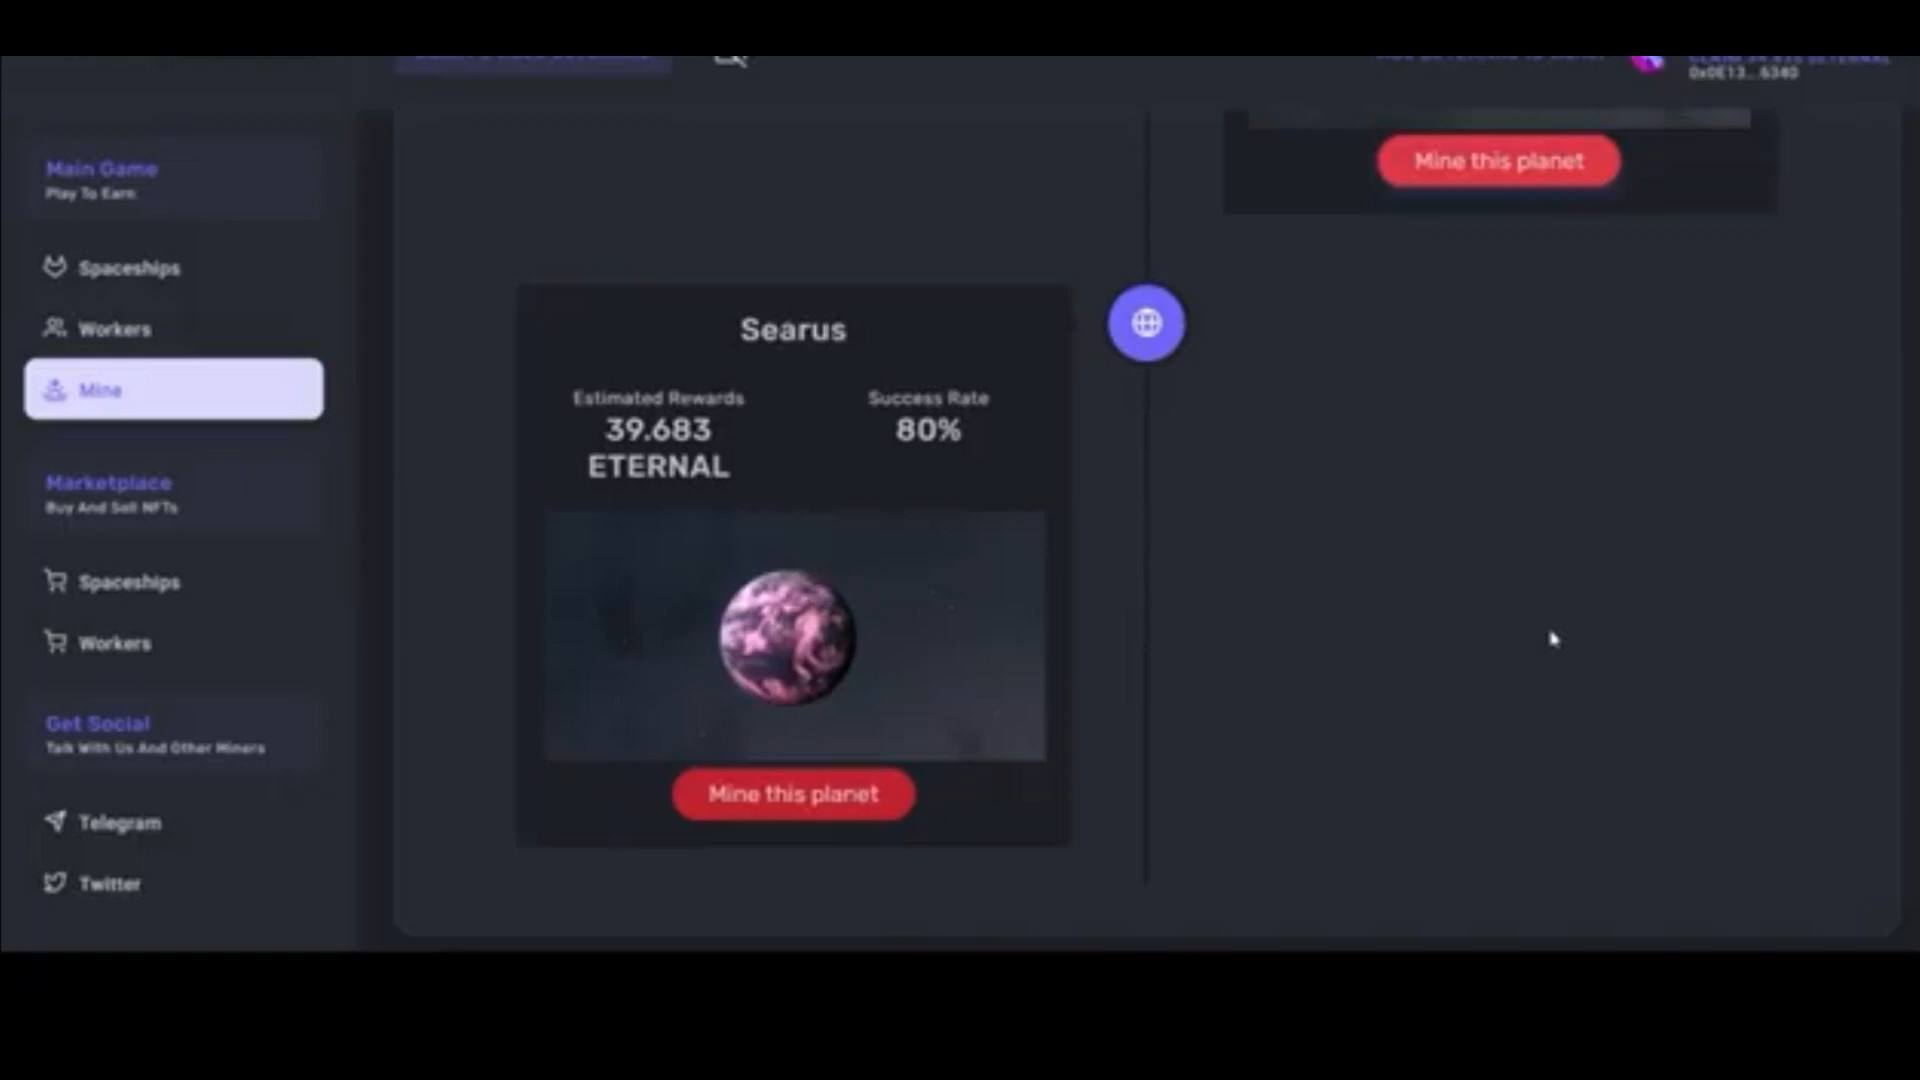 0x0E13...6340
Main Game
Play To Earn
Mine this planet
Spaceships
Workers
Mine
Searus
Estimated Rewards
39.683
ETERNAL
Success Rate
80%
Mine this planet
Marketplace
Buy And Sell NFTs
Spaceships
Workers
Get Social
Talk With Us And Other Miners
Telegram
Twitter